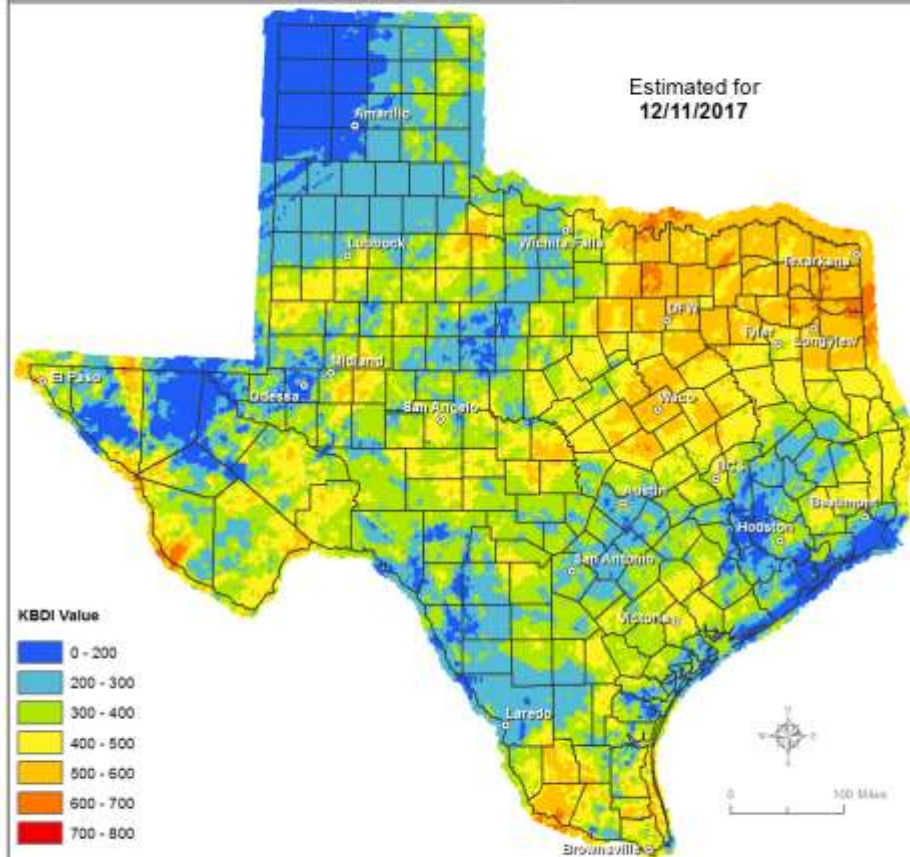 Estimated for
12/11/2017
Amarillo
Lubbock
Wichita Falls
Texarkana
DFW
Tyler
Longview
El Paso
Midland
Odessa
San Angelo
Waco
BCS
Austin
Beaumont
Houston
San Antonio
Victoria
Laredo
Brownsville
KBDI Value
0 - 200
200 - 300
300 - 400
400 - 500
500 - 600
600 - 700
700 - 800
0 100 Miles